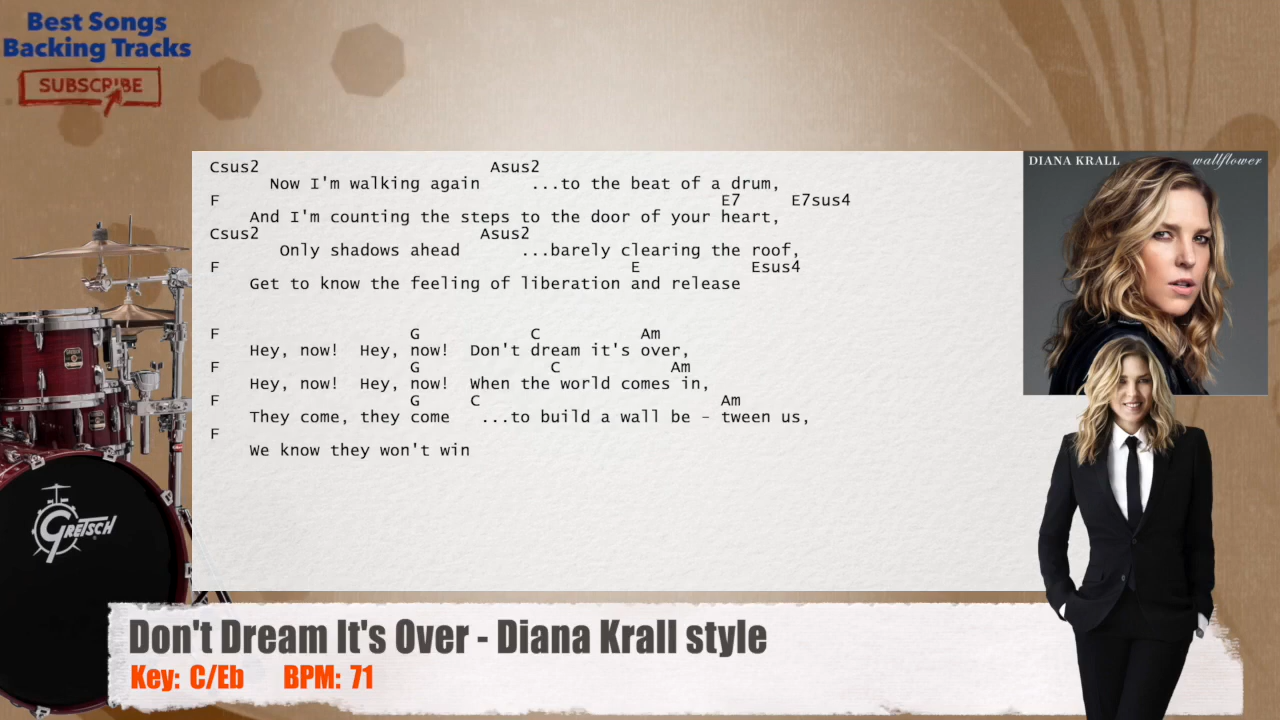 Best Songs
Backing Tracks
SUBSCRIBE
DIANA KRALL wallflower
Csus2 Asus2
Now I'm walking again ...to the beat of a drum,
F E7 E7sus4
And I'm counting the steps to the door of your heart,
Csus2 Asus2
Only shadows ahead ...barely clearing the roof,
F E Esus4
Get to know the feeling of liberation and release
F G C Am
Hey, now! Hey, now! Don't dream it's over,
F G C Am
Hey, now! Hey, now! When the world comes in,
F G C Am
They come, they come ...to build a wall be - tween us,
F
We know they won't win
GRETSCH
Don't Dream It's Over - Diana Krall style
Key: C/Eb BPM: 71